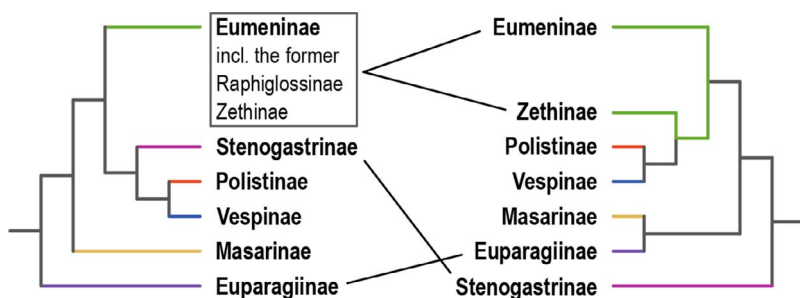 Eumeninae
incl. the former
Raphiglossinae
Zethinae
Stenogastrinae
Polistinae
Vespinae
Masarinae
Euparagiinae
Eumeninae
Zethinae
Polistinae
Vespinae
Masarinae
Euparagiinae
Stenogastrinae